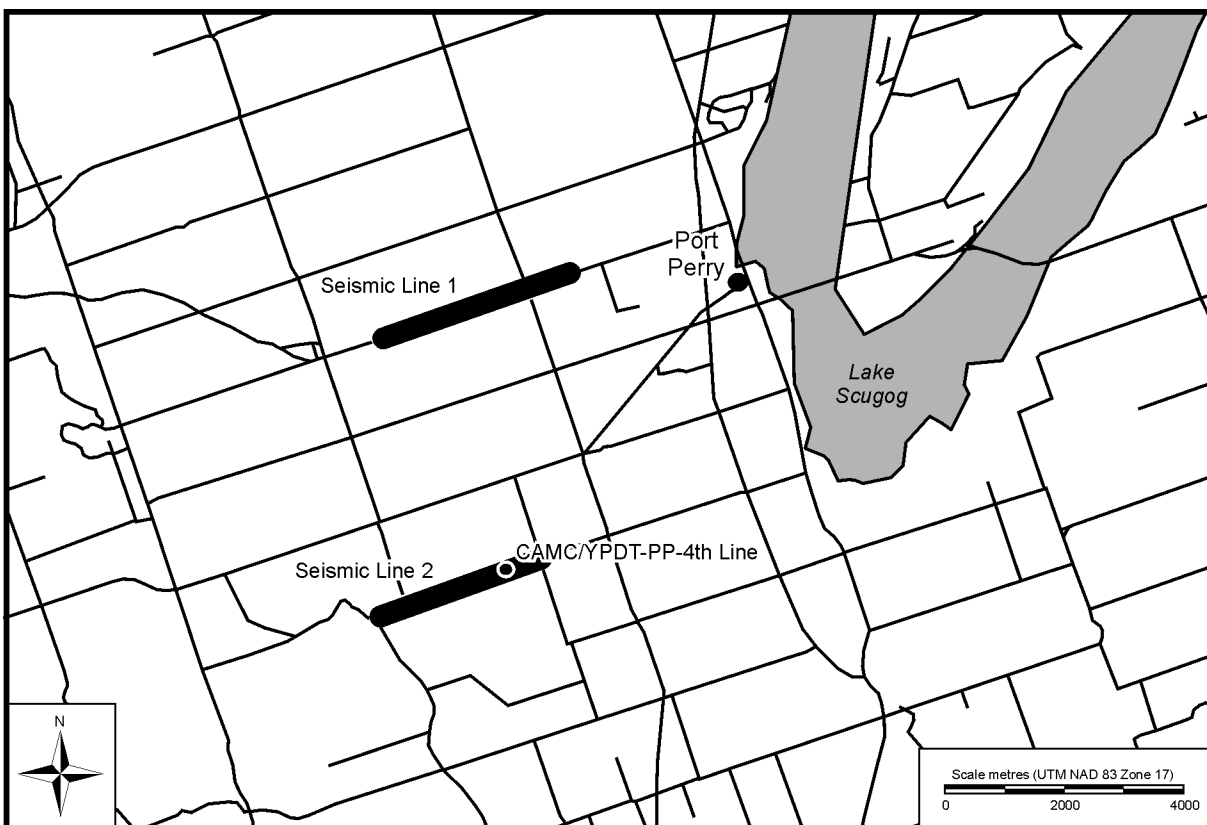 Port
Perry
Seismic Line 1
Lake
Scugog
CAMC/YPDT-PP-4th Line
Seismic Line 2
N
Scale metres (UTM NAD 83 Zone 17)
0 2000 4000